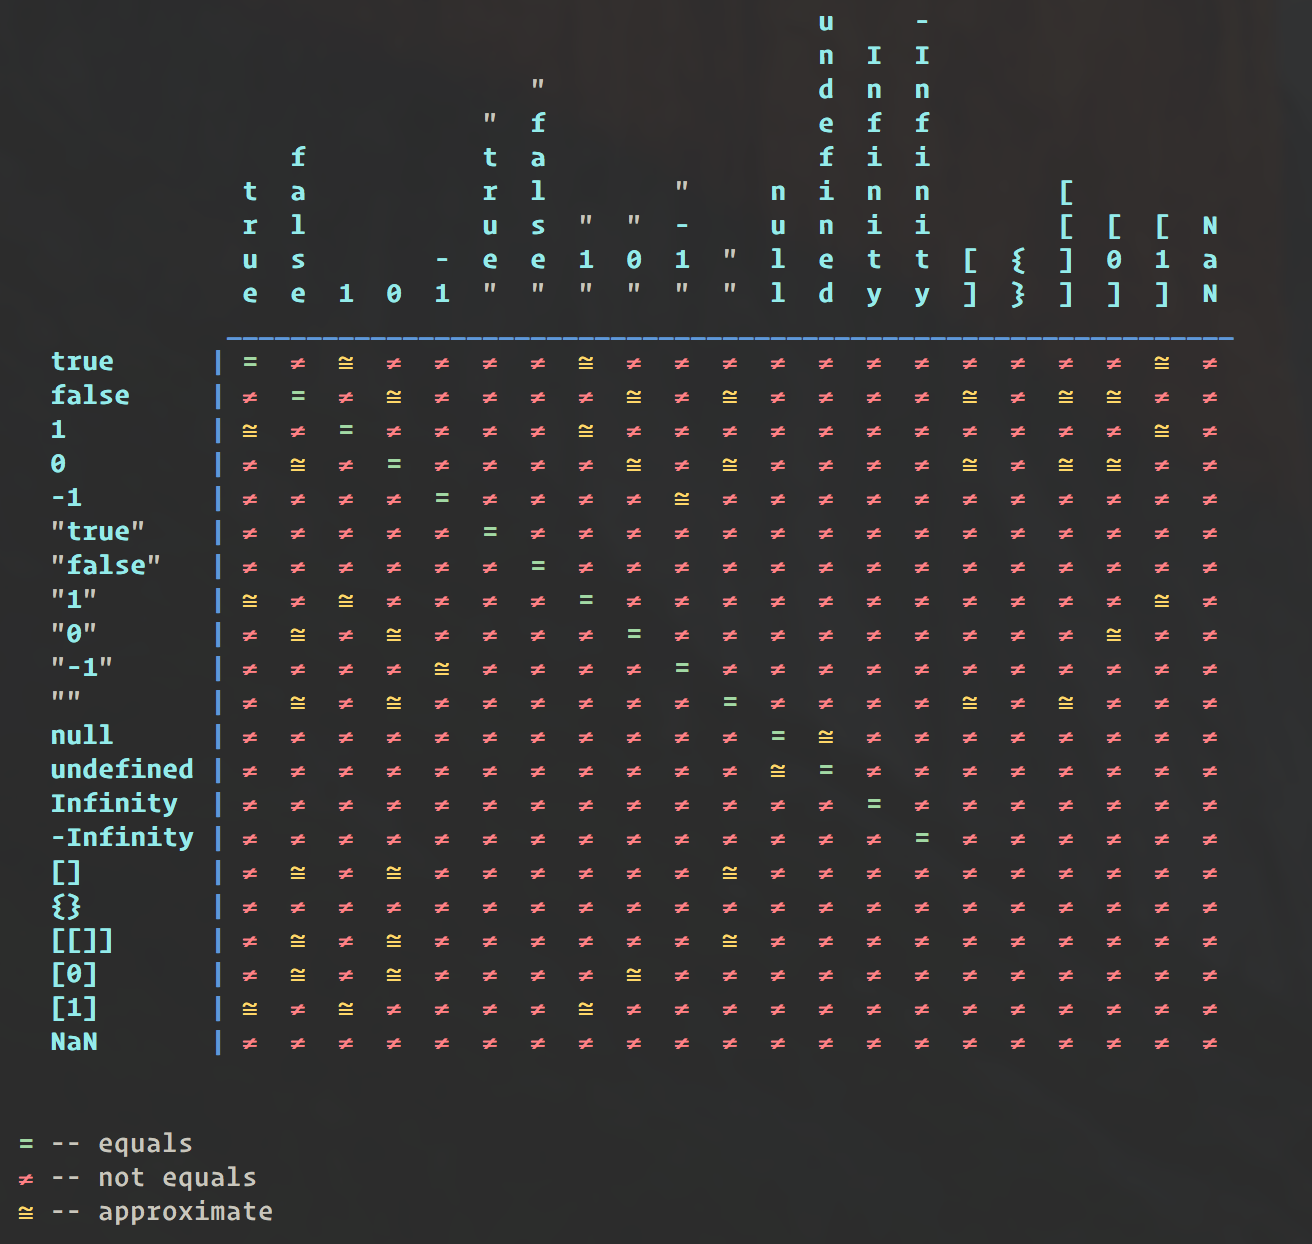 true
false
1
0
-1
"true"
"false"
"1"
"0"
"-1"
""
null
undefined
Infinity
-Infinity
[]
{}
[[]]
[0]
[1]
NaN
true | = ≠ ≅ ≠ ≠ ≠ ≠ ≅ ≠ ≠ ≠ ≠ ≠ ≠ ≠ ≠ ≠ ≠ ≠ ≅ ≠
false | ≠ = ≠ ≅ ≠ ≠ ≠ ≠ ≅ ≠ ≅ ≠ ≠ ≠ ≠ ≅ ≠ ≅ ≅ ≠ ≠
1 | ≅ ≠ = ≠ ≠ ≠ ≠ ≅ ≠ ≠ ≠ ≠ ≠ ≠ ≠ ≠ ≠ ≠ ≠ ≅ ≠
0 | ≠ ≅ ≠ = ≠ ≠ ≠ ≠ ≅ ≠ ≅ ≠ ≠ ≠ ≠ ≅ ≠ ≅ ≅ ≠ ≠
-1 | ≠ ≠ ≠ ≠ = ≠ ≠ ≠ ≠ ≅ ≠ ≠ ≠ ≠ ≠ ≠ ≠ ≠ ≠ ≠ ≠
"true" | ≠ ≠ ≠ ≠ ≠ = ≠ ≠ ≠ ≠ ≠ ≠ ≠ ≠ ≠ ≠ ≠ ≠ ≠ ≠ ≠
"false" | ≠ ≠ ≠ ≠ ≠ ≠ = ≠ ≠ ≠ ≠ ≠ ≠ ≠ ≠ ≠ ≠ ≠ ≠ ≠ ≠
"1" | ≅ ≠ ≅ ≠ ≠ ≠ ≠ = ≠ ≠ ≠ ≠ ≠ ≠ ≠ ≠ ≠ ≠ ≠ ≅ ≠
"0" | ≠ ≅ ≠ ≅ ≠ ≠ ≠ ≠ = ≠ ≠ ≠ ≠ ≠ ≠ ≠ ≠ ≠ ≅ ≠ ≠
"-1" | ≠ ≠ ≠ ≠ ≅ ≠ ≠ ≠ ≠ = ≠ ≠ ≠ ≠ ≠ ≠ ≠ ≠ ≠ ≠ ≠
"" | ≠ ≅ ≠ ≅ ≠ ≠ ≠ ≠ ≠ ≠ = ≠ ≠ ≠ ≠ ≅ ≠ ≅ ≠ ≠ ≠
null | ≠ ≠ ≠ ≠ ≠ ≠ ≠ ≠ ≠ ≠ ≠ = ≅ ≠ ≠ ≠ ≠ ≠ ≠ ≠ ≠
undefined | ≠ ≠ ≠ ≠ ≠ ≠ ≠ ≠ ≠ ≠ ≠ ≅ = ≠ ≠ ≠ ≠ ≠ ≠ ≠ ≠
Infinity | ≠ ≠ ≠ ≠ ≠ ≠ ≠ ≠ ≠ ≠ ≠ ≠ ≠ = ≠ ≠ ≠ ≠ ≠ ≠ ≠
-Infinity | ≠ ≠ ≠ ≠ ≠ ≠ ≠ ≠ ≠ ≠ ≠ ≠ ≠ ≠ = ≠ ≠ ≠ ≠ ≠ ≠
[] | ≠ ≅ ≠ ≅ ≠ ≠ ≠ ≠ ≠ ≠ ≅ ≠ ≠ ≠ ≠ ≠ ≠ ≠ ≠ ≠ ≠
{} | ≠ ≠ ≠ ≠ ≠ ≠ ≠ ≠ ≠ ≠ ≠ ≠ ≠ ≠ ≠ ≠ ≠ ≠ ≠ ≠ ≠
[[]] | ≠ ≅ ≠ ≅ ≠ ≠ ≠ ≠ ≠ ≠ ≅ ≠ ≠ ≠ ≠ ≠ ≠ ≠ ≠ ≠ ≠
[0] | ≠ ≅ ≠ ≅ ≠ ≠ ≠ ≠ ≅ ≠ ≠ ≠ ≠ ≠ ≠ ≠ ≠ ≠ ≠ ≠ ≠
[1] | ≅ ≠ ≅ ≠ ≠ ≠ ≠ ≅ ≠ ≠ ≠ ≠ ≠ ≠ ≠ ≠ ≠ ≠ ≠ ≠ ≠
NaN | ≠ ≠ ≠ ≠ ≠ ≠ ≠ ≠ ≠ ≠ ≠ ≠ ≠ ≠ ≠ ≠ ≠ ≠ ≠ ≠ ≠
= -- equals
≠ -- not equals
≅ -- approximate